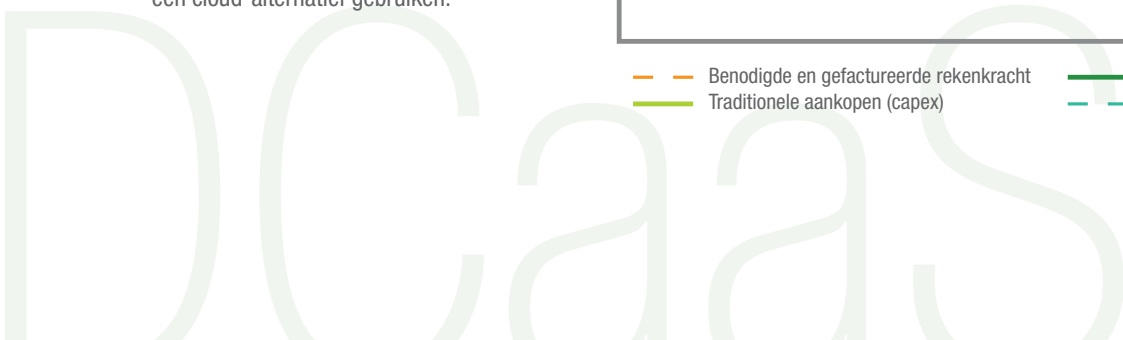 een cloud-alternatief gebruiken.
Benodigde en gefactureerde rekenkracht
Traditionele aankopen (capex)
DCaaS